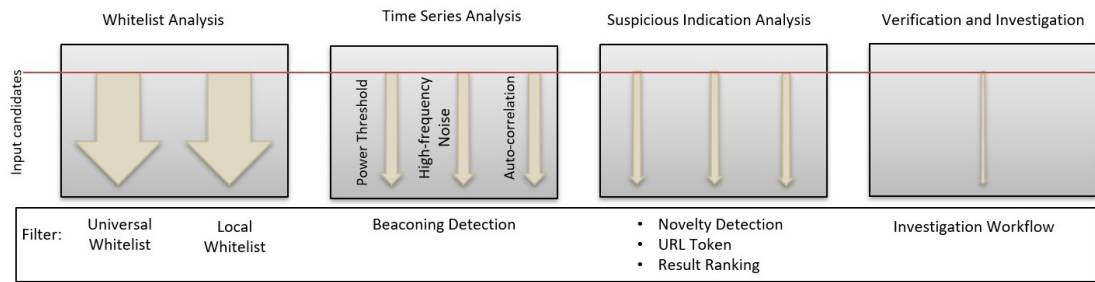 Whitelist Analysis
Time Series Analysis
Suspicious Indication Analysis
Verification and Investigation
Input candidates
Power Threshold
High-frequency
Noise
Auto-correlation
Filter:
Universal
Whitelist
Local
Whitelist
Beaconing Detection
• Novelty Detection
• URL Token
• Result Ranking
Investigation Workflow